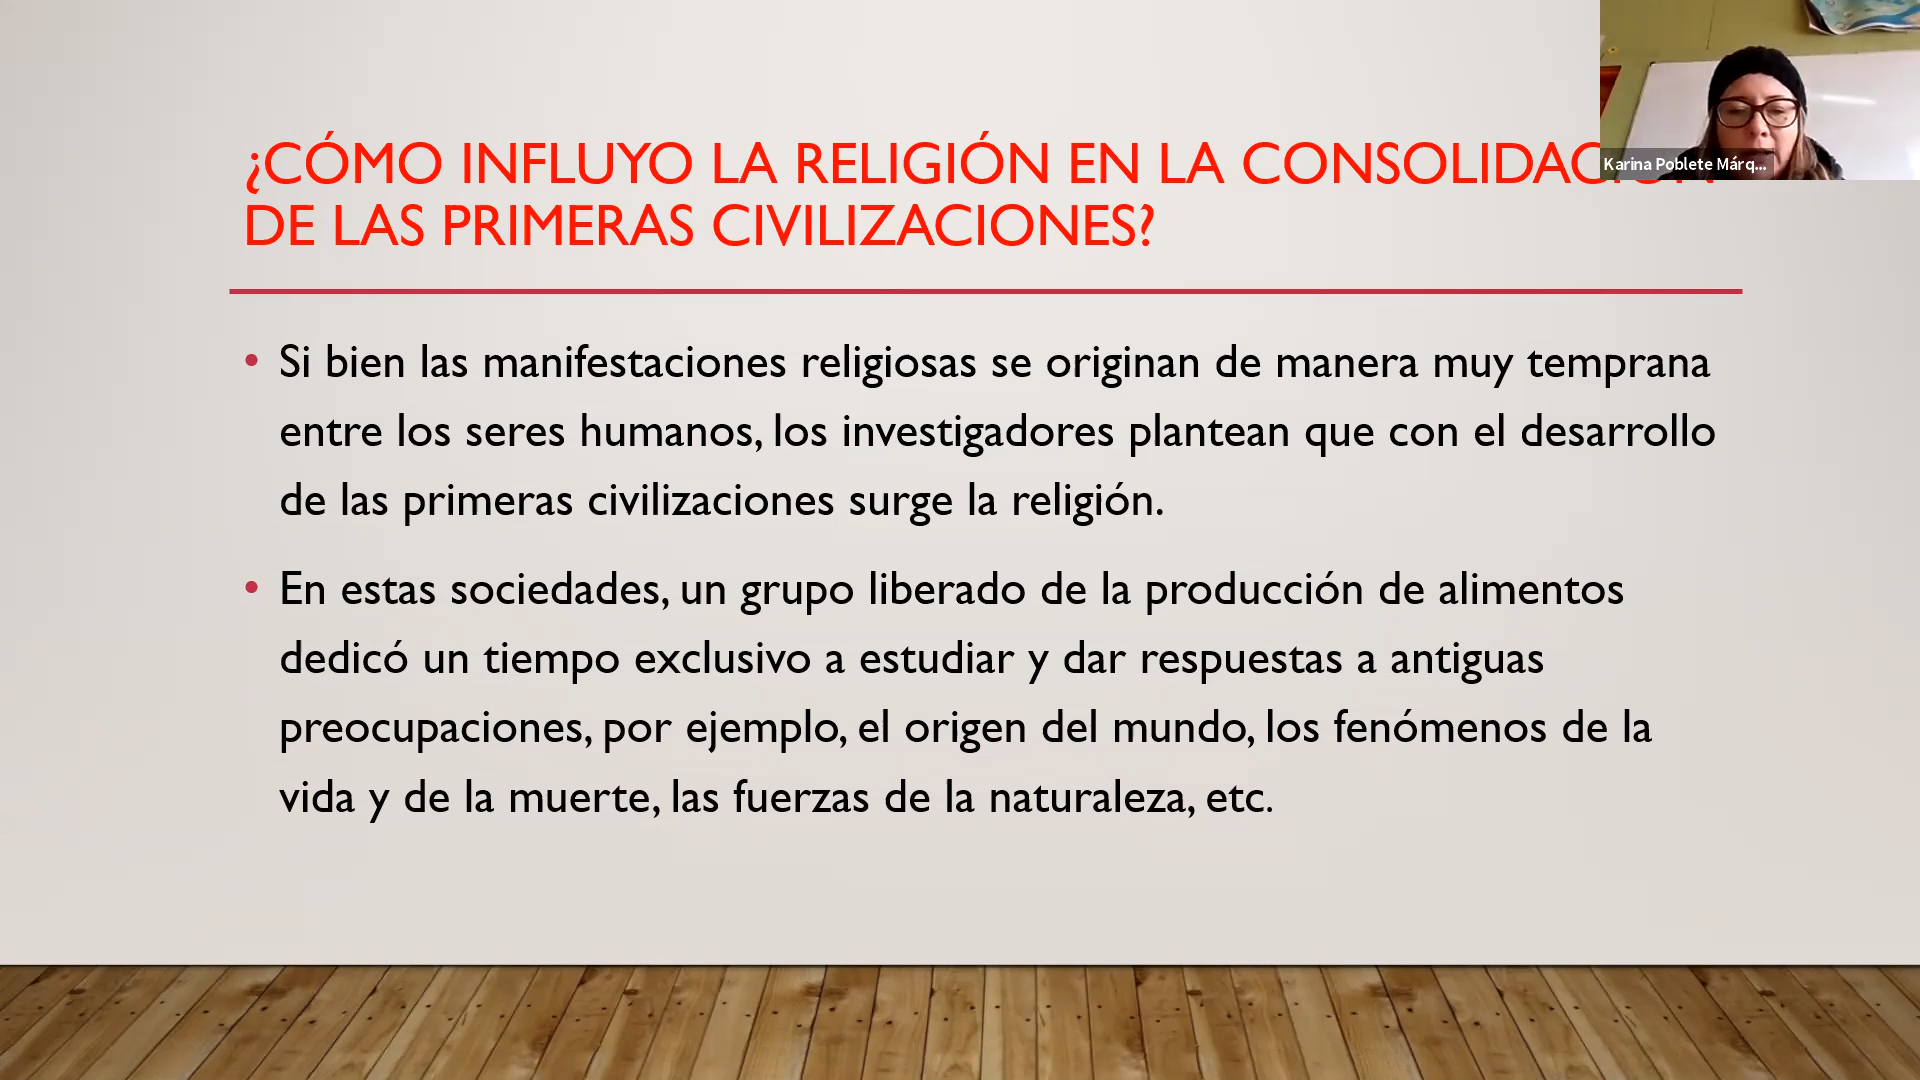 ¿CÓMO INFLUYO LA RELIGIÓN EN LA CONSOLIDACIÓN
DE LAS PRIMERAS CIVILIZACIONES?
Karina Poblete Márq...
• Si bien las manifestaciones religiosas se originan de manera muy temprana
entre los seres humanos, los investigadores plantean que con el desarrollo
de las primeras civilizaciones surge la religión.
• En estas sociedades, un grupo liberado de la producción de alimentos
dedicó un tiempo exclusivo a estudiar y dar respuestas a antiguas
preocupaciones, por ejemplo, el origen del mundo, los fenómenos de la
vida y de la muerte, las fuerzas de la naturaleza, etc.